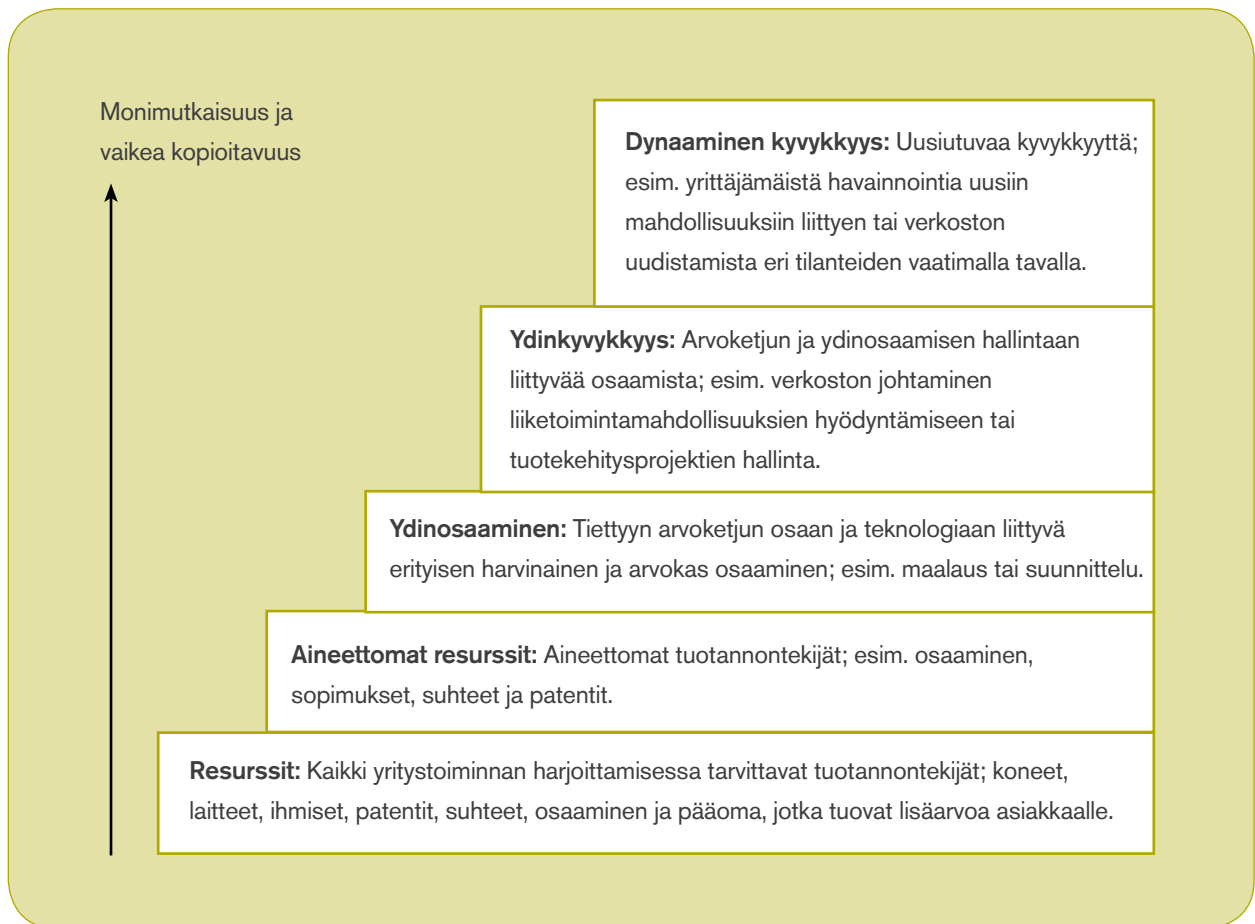 Monimutkaisuus ja
vaikea kopioitavuus
Dynaaminen kyvykkyys: Uusiutuvaa kyvykkyyttä;
esim. yrittäjämäistä havainnointia uusiin
mahdollisuuksiin liittyen tai verkoston
uudistamista eri tilanteiden vaatimalla tavalla.
Ydinkyvykkyys: Arvoketjun ja ydinosaamisen hallintaan
liittyvää osaamista; esim. verkoston johtaminen
liiketoimintamahdollisuuksien hyödyntämiseen tai
tuotekehitysprojektien hallinta.
Ydinosaaminen: Tiettyyn arvoketjun osaan ja teknologiaan liittyvä
erityisen harvinainen ja arvokas osaaminen; esim. maalaus tai suunnittelu.
Aineettomat resurssit: Aineettomat tuotannontekijät; esim. osaaminen,
sopimukset, suhteet ja patentit.
Resurssit: Kaikki yritystoiminnan harjoittamisessa tarvittavat tuotannontekijät; koneet,
laitteet, ihmiset, patentit, suhteet, osaaminen ja pääoma, jotka tuovat lisäarvoa asiakkaalle.